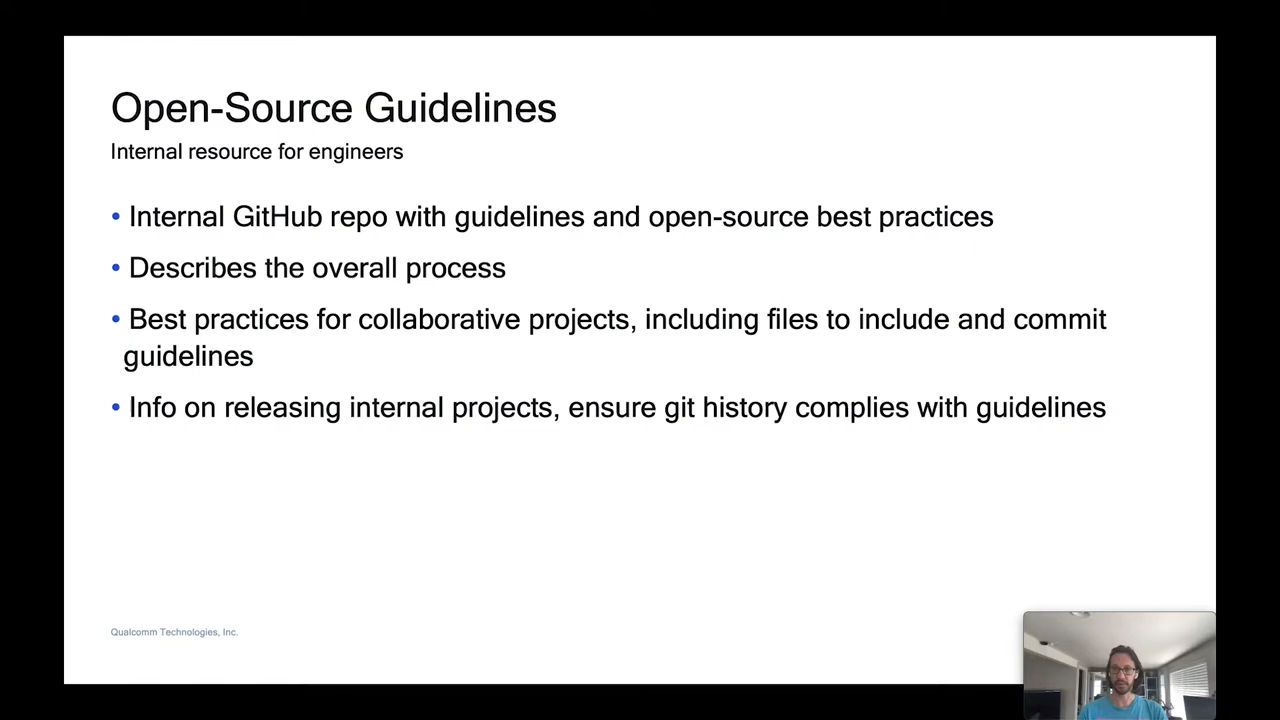 Open-Source Guidelines
Internal resource for engineers
• Internal GitHub repo with guidelines and open-source best practices
• Describes the overall process
• Best practices for collaborative projects, including files to include and commit
guidelines
• Info on releasing internal projects, ensure git history complies with guidelines
Qualcomm Technologies, Inc.